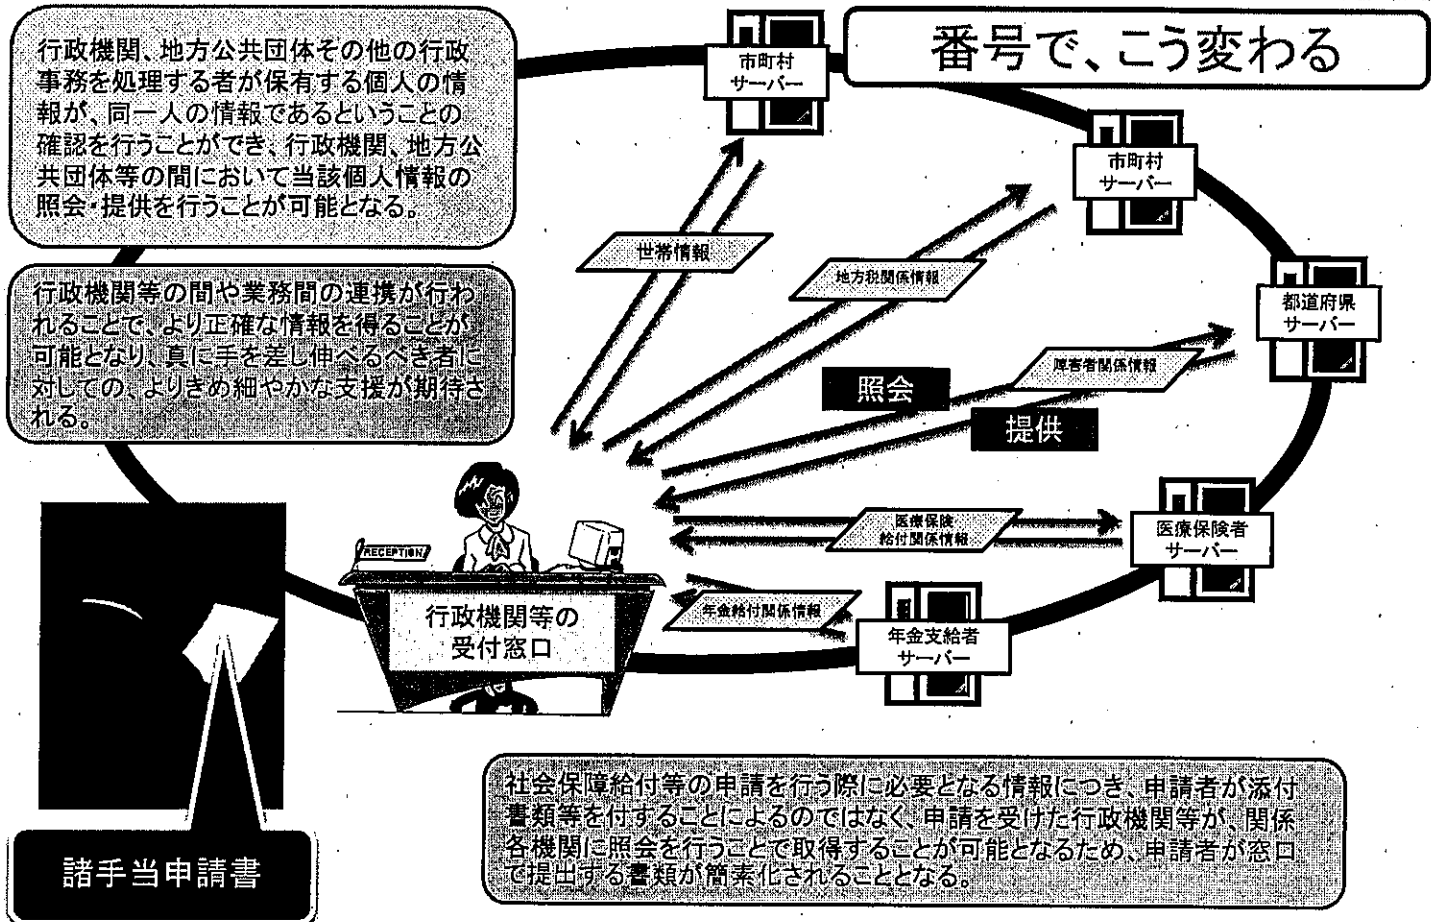 番号で、こう変わる
行政機関、地方公共団体その他の行政
事務を処理する者が保有する個人の情
報が、同一人の情報であるということの
確認を行うことができ、行政機関、地方公
共団体等の間において当該個人情報の
照会・提供を行うことが可能となる。
行政機関等の間や業務間の連携が行わ
れることで、より正確な情報を得ることが
可能となり、真に手を差し伸べるべき者に
対しての、よりきめ細やかな支援が期待さ
れる。
市町村
サーバー
市町村
サーバー
都道府県
サーバー
医療保険者
サーバー
年金支給者
サーバー
世帯情報
地方税関係情報
障害者関係情報
照会
提供
医療保険
給付関係情報
年金給付関係情報
RECEPTION
行政機関等の
受付窓口
諸手当申請書
社会保障給付等の申請を行う際に必要となる情報につき、申請者が添付
書類等を付することによるのではなく、申請を受けた行政機関等が、関係
各機関に照会を行うことで取得することが可能となるため、申請者が窓口
で提出する書類が簡素化されることとなる。